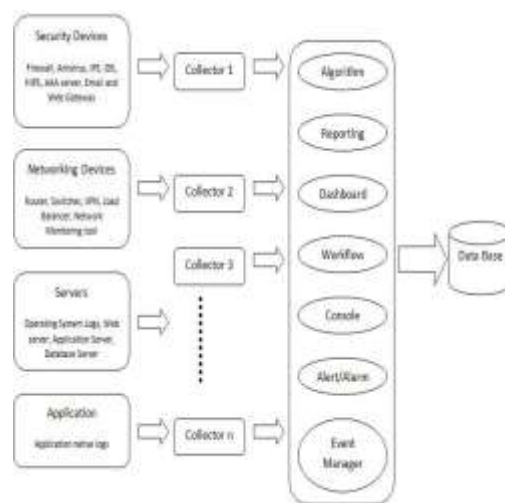 Security Devices
Firewall, Antivirus, IPS, IDS,
HIPS, AAA server, Email and
Web Gateway
Networking Devices
Router, Switches, VPN, Load
Balancer, Network
Monitoring tool
Servers
Operating System Logs, Web
server, Application Server,
Database Server
Application
Application native logs
Collector 1
Collector 2
Collector 3
Collector n
Algorithm
Reporting
Dashboard
Workflow
Console
Alert/Alarm
Event
Manager
Data Base